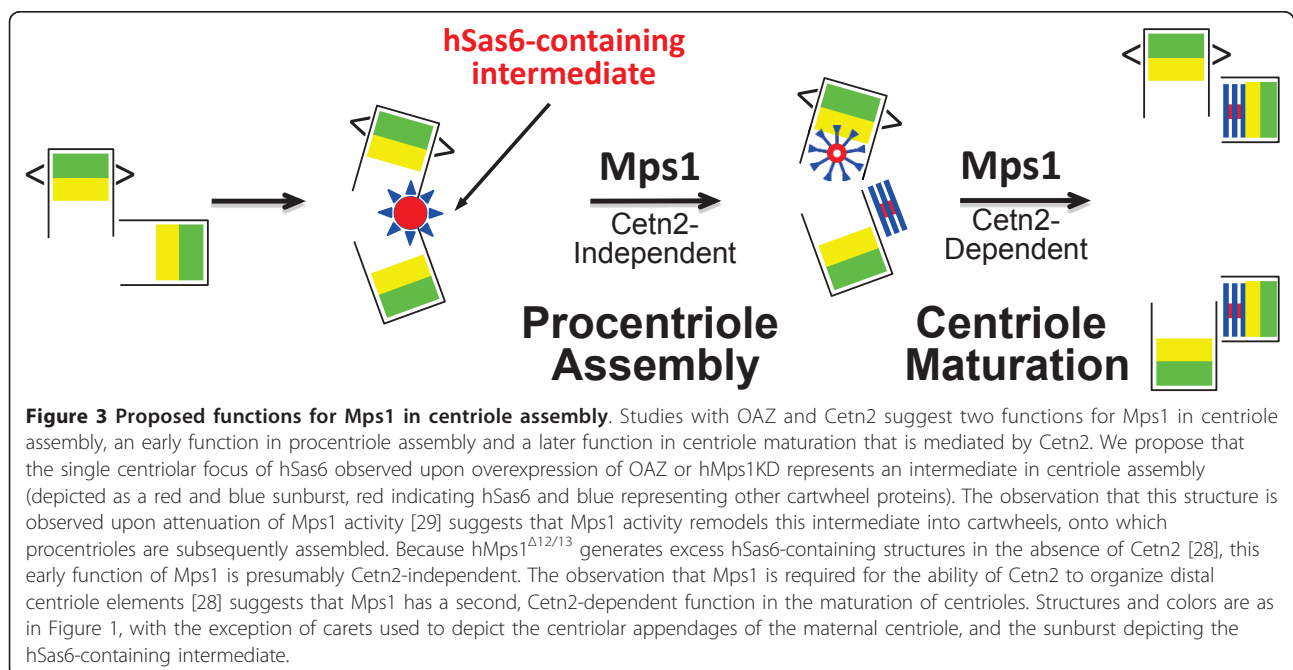 hSas6-containing
intermediate
Mps1
Cetn2-
Independent
Mps1
Cetn2-
Dependent
Procentriole
Assembly
Centriole
Maturation
Figure 3 Proposed functions for Mps1 in centriole assembly. Studies with OAZ and Cetn2 suggest two functions for Mps1 in centriole
assembly, an early function in procentriole assembly and a later function in centriole maturation that is mediated by Cetn2. We propose that
the single centriolar focus of hSas6 observed upon overexpression of OAZ or hMps1KD represents an intermediate in centriole assembly
(depicted as a red and blue sunburst, red indicating hSas6 and blue representing other cartwheel proteins). The observation that this structure is
observed upon attenuation of Mps1 activity [29] suggests that Mps1 activity remodels this intermediate into cartwheels, onto which
procentrioles are subsequently assembled. Because hMps1Δ12/13 generates excess hSas6-containing structures in the absence of Cetn2 [28], this
early function of Mps1 is presumably Cetn2-independent. The observation that Mps1 is required for the ability of Cetn2 to organize distal
centriole elements [28] suggests that Mps1 has a second, Cetn2-dependent function in the maturation of centrioles. Structures and colors are as
in Figure 1, with the exception of carets used to depict the centriolar appendages of the maternal centriole, and the sunburst depicting the
hSas6-containing intermediate.